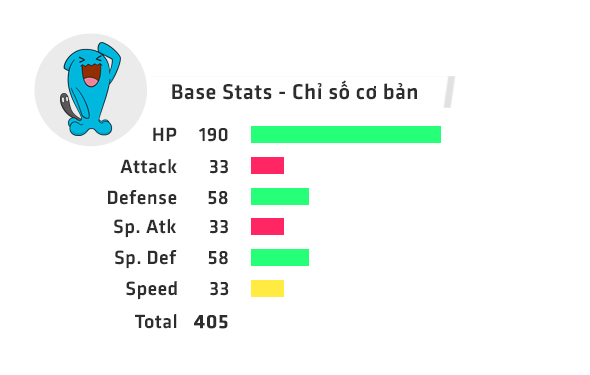 Base Stats - Chỉ số cơ bản
HP 190
Attack 33
Defense 58
Sp. Atk 33
Sp. Def 58
Speed 33
Total 405